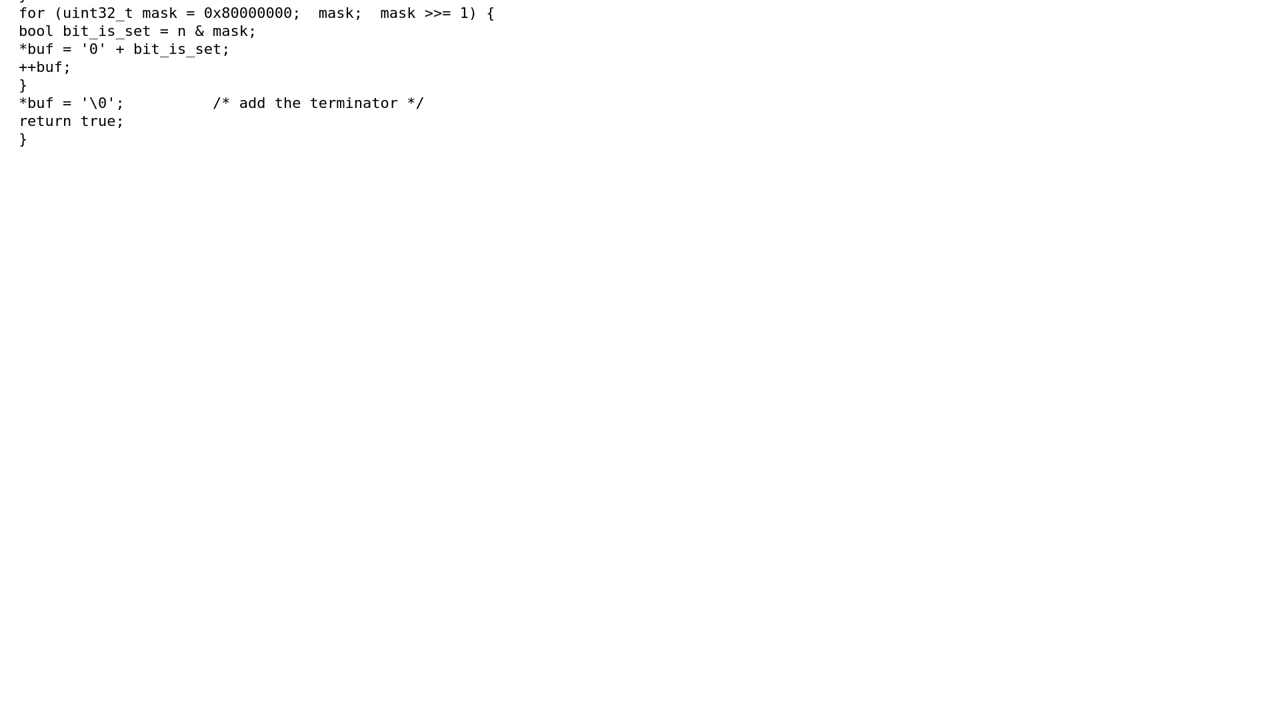 }
for (uint32_t mask = 0x80000000;  mask;  mask >>>= 1) {
bool bit_is_set = n & mask;
*buf = '0' + bit_is_set;
++buf;
}
*buf = '\0';          /* add the terminator */
return true;
}